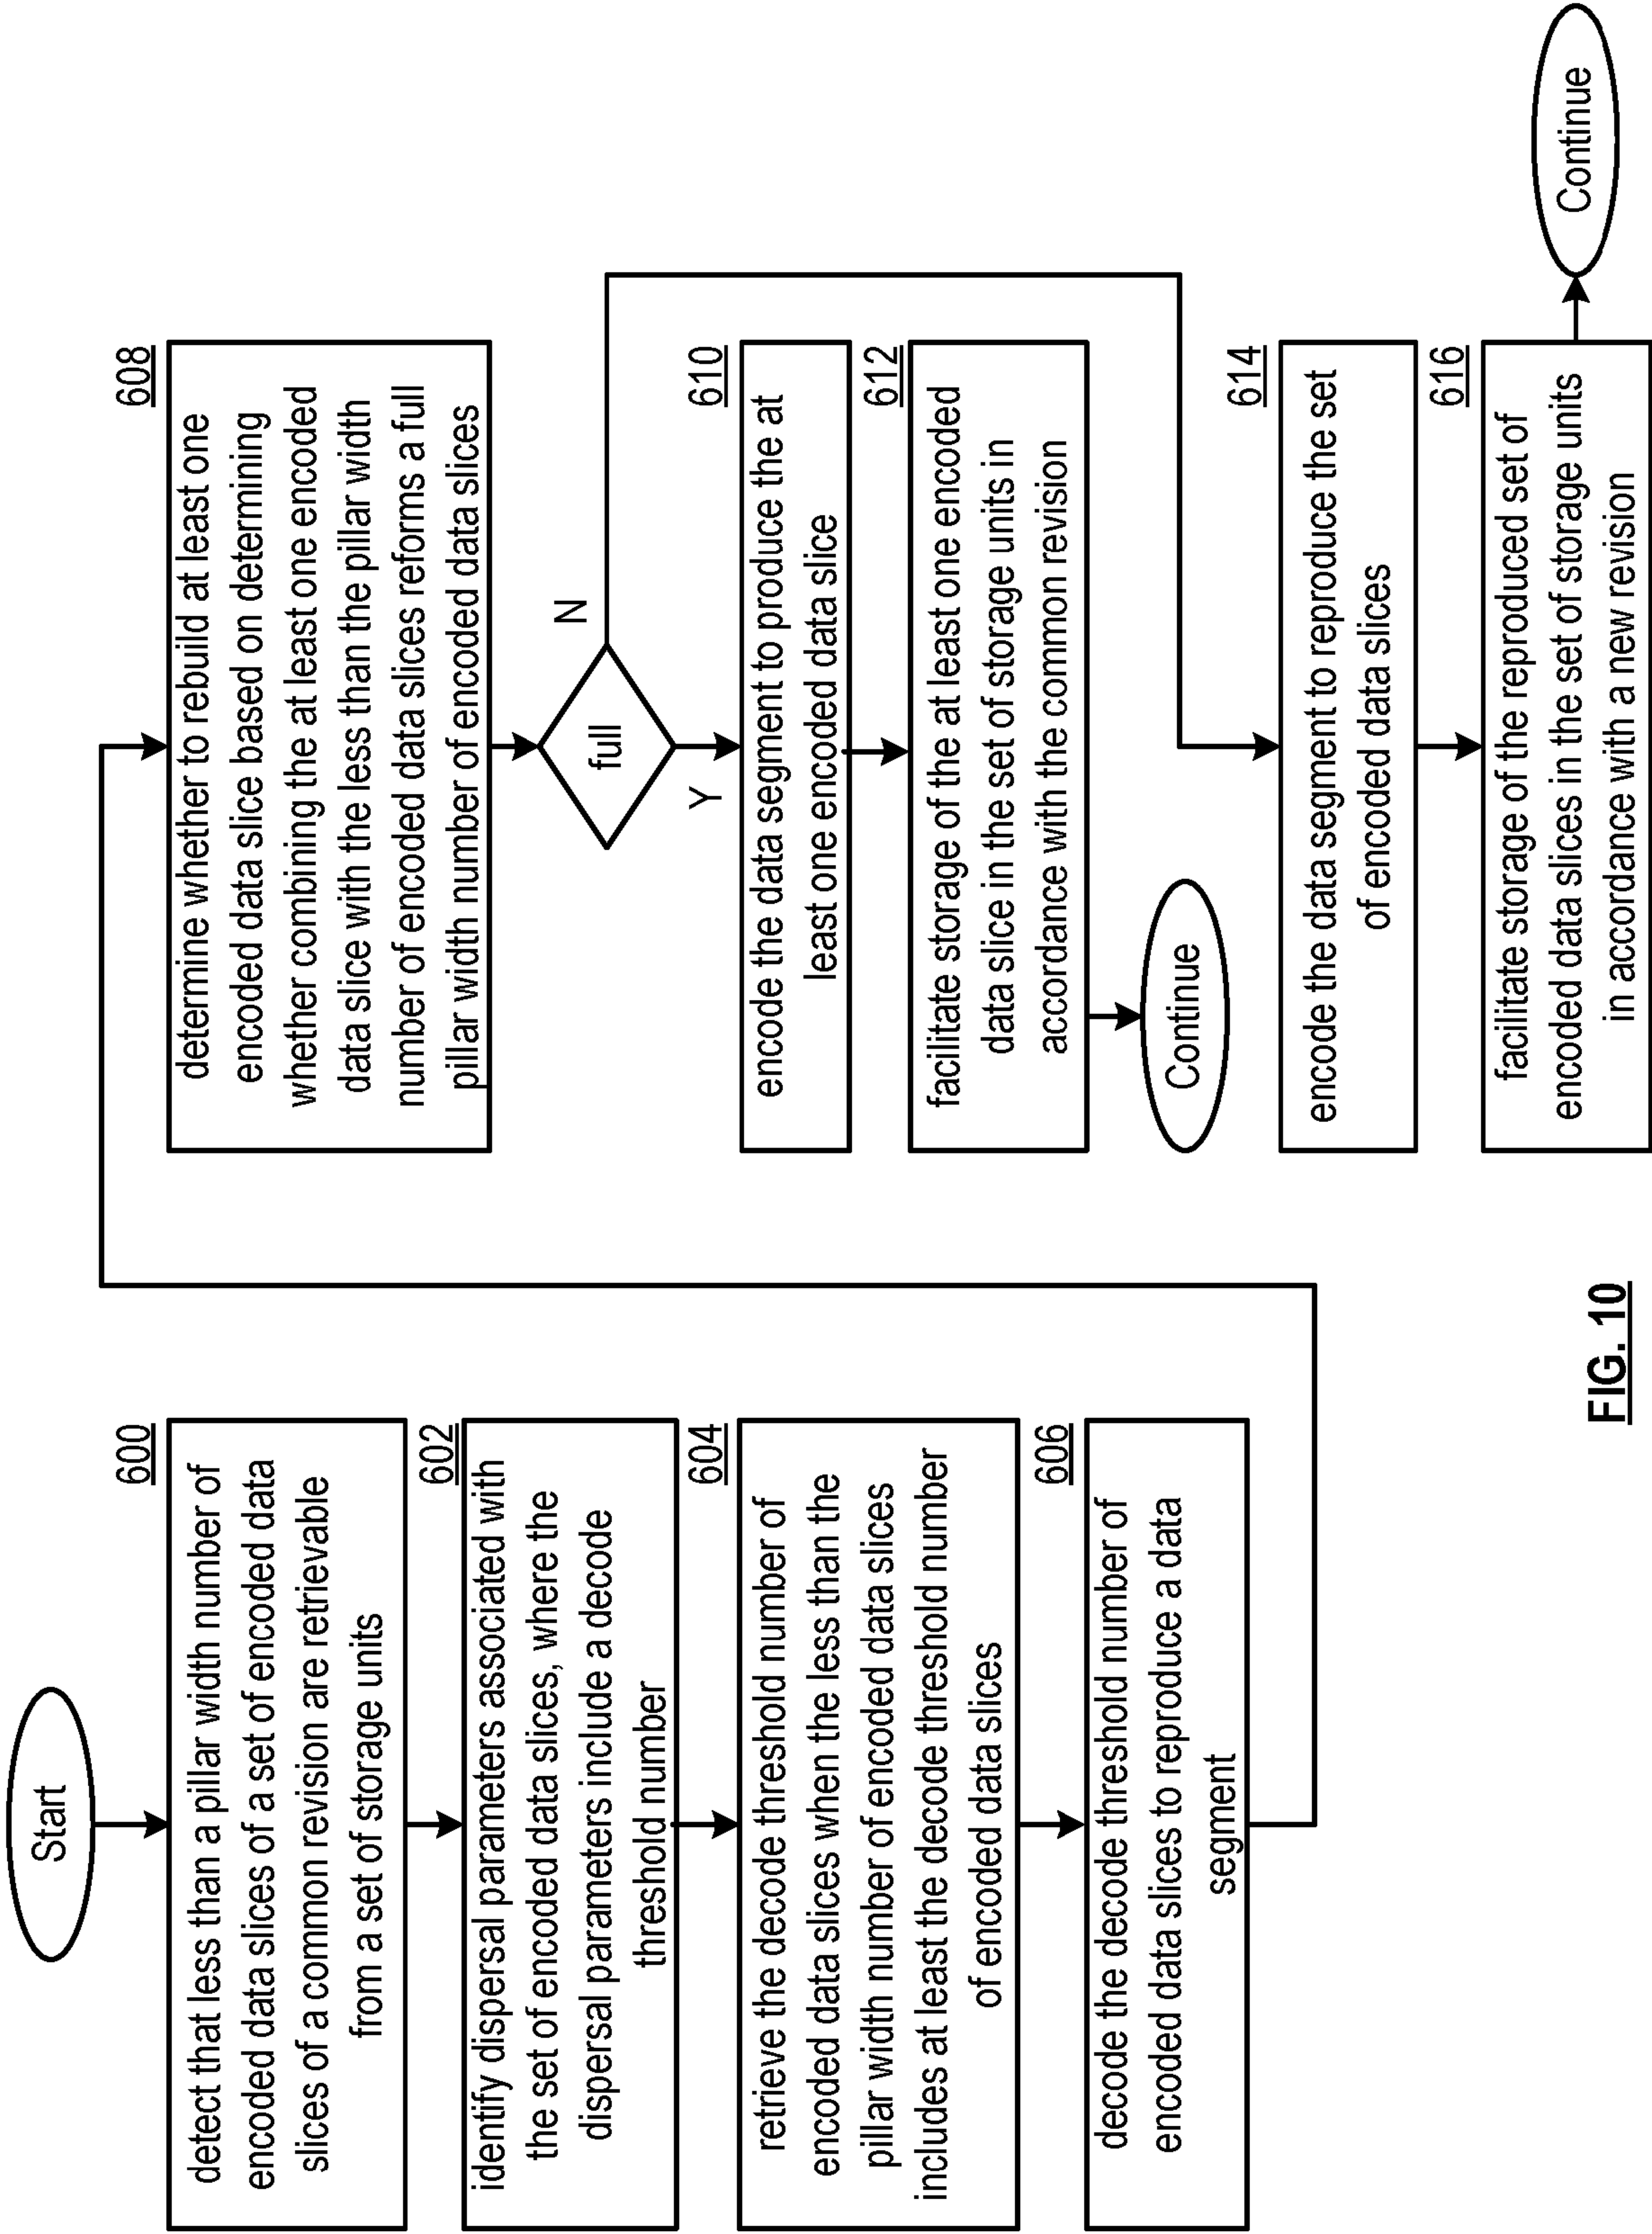 Start
600
detect that less than a pillar width number of
encoded data slices of a set of encoded data
slices of a common revision are retrievable
from a set of storage units
602
identify dispersal parameters associated with
the set of encoded data slices, where the
dispersal parameters include a decode
threshold number
604
retrieve the decode threshold number of
encoded data slices when the less than the
pillar width number of encoded data slices
includes at least the decode threshold number
of encoded data slices
606
decode the decode threshold number of
encoded data slices to reproduce a data
segment
608
determine whether to rebuild at least one
encoded data slice based on determining
whether combining the at least one encoded
data slice with the less than the pillar width
number of encoded data slices reforms a full
pillar width number of encoded data slices
full
N
Y
610
encode the data segment to produce the at
least one encoded data slice
612
facilitate storage of the at least one encoded
data slice in the set of storage units in
accordance with the common revision
Continue
614
encode the data segment to reproduce the set
of encoded data slices
616
facilitate storage of the reproduced set of
encoded data slices in the set of storage units
in accordance with a new revision
Continue
FIG. 10